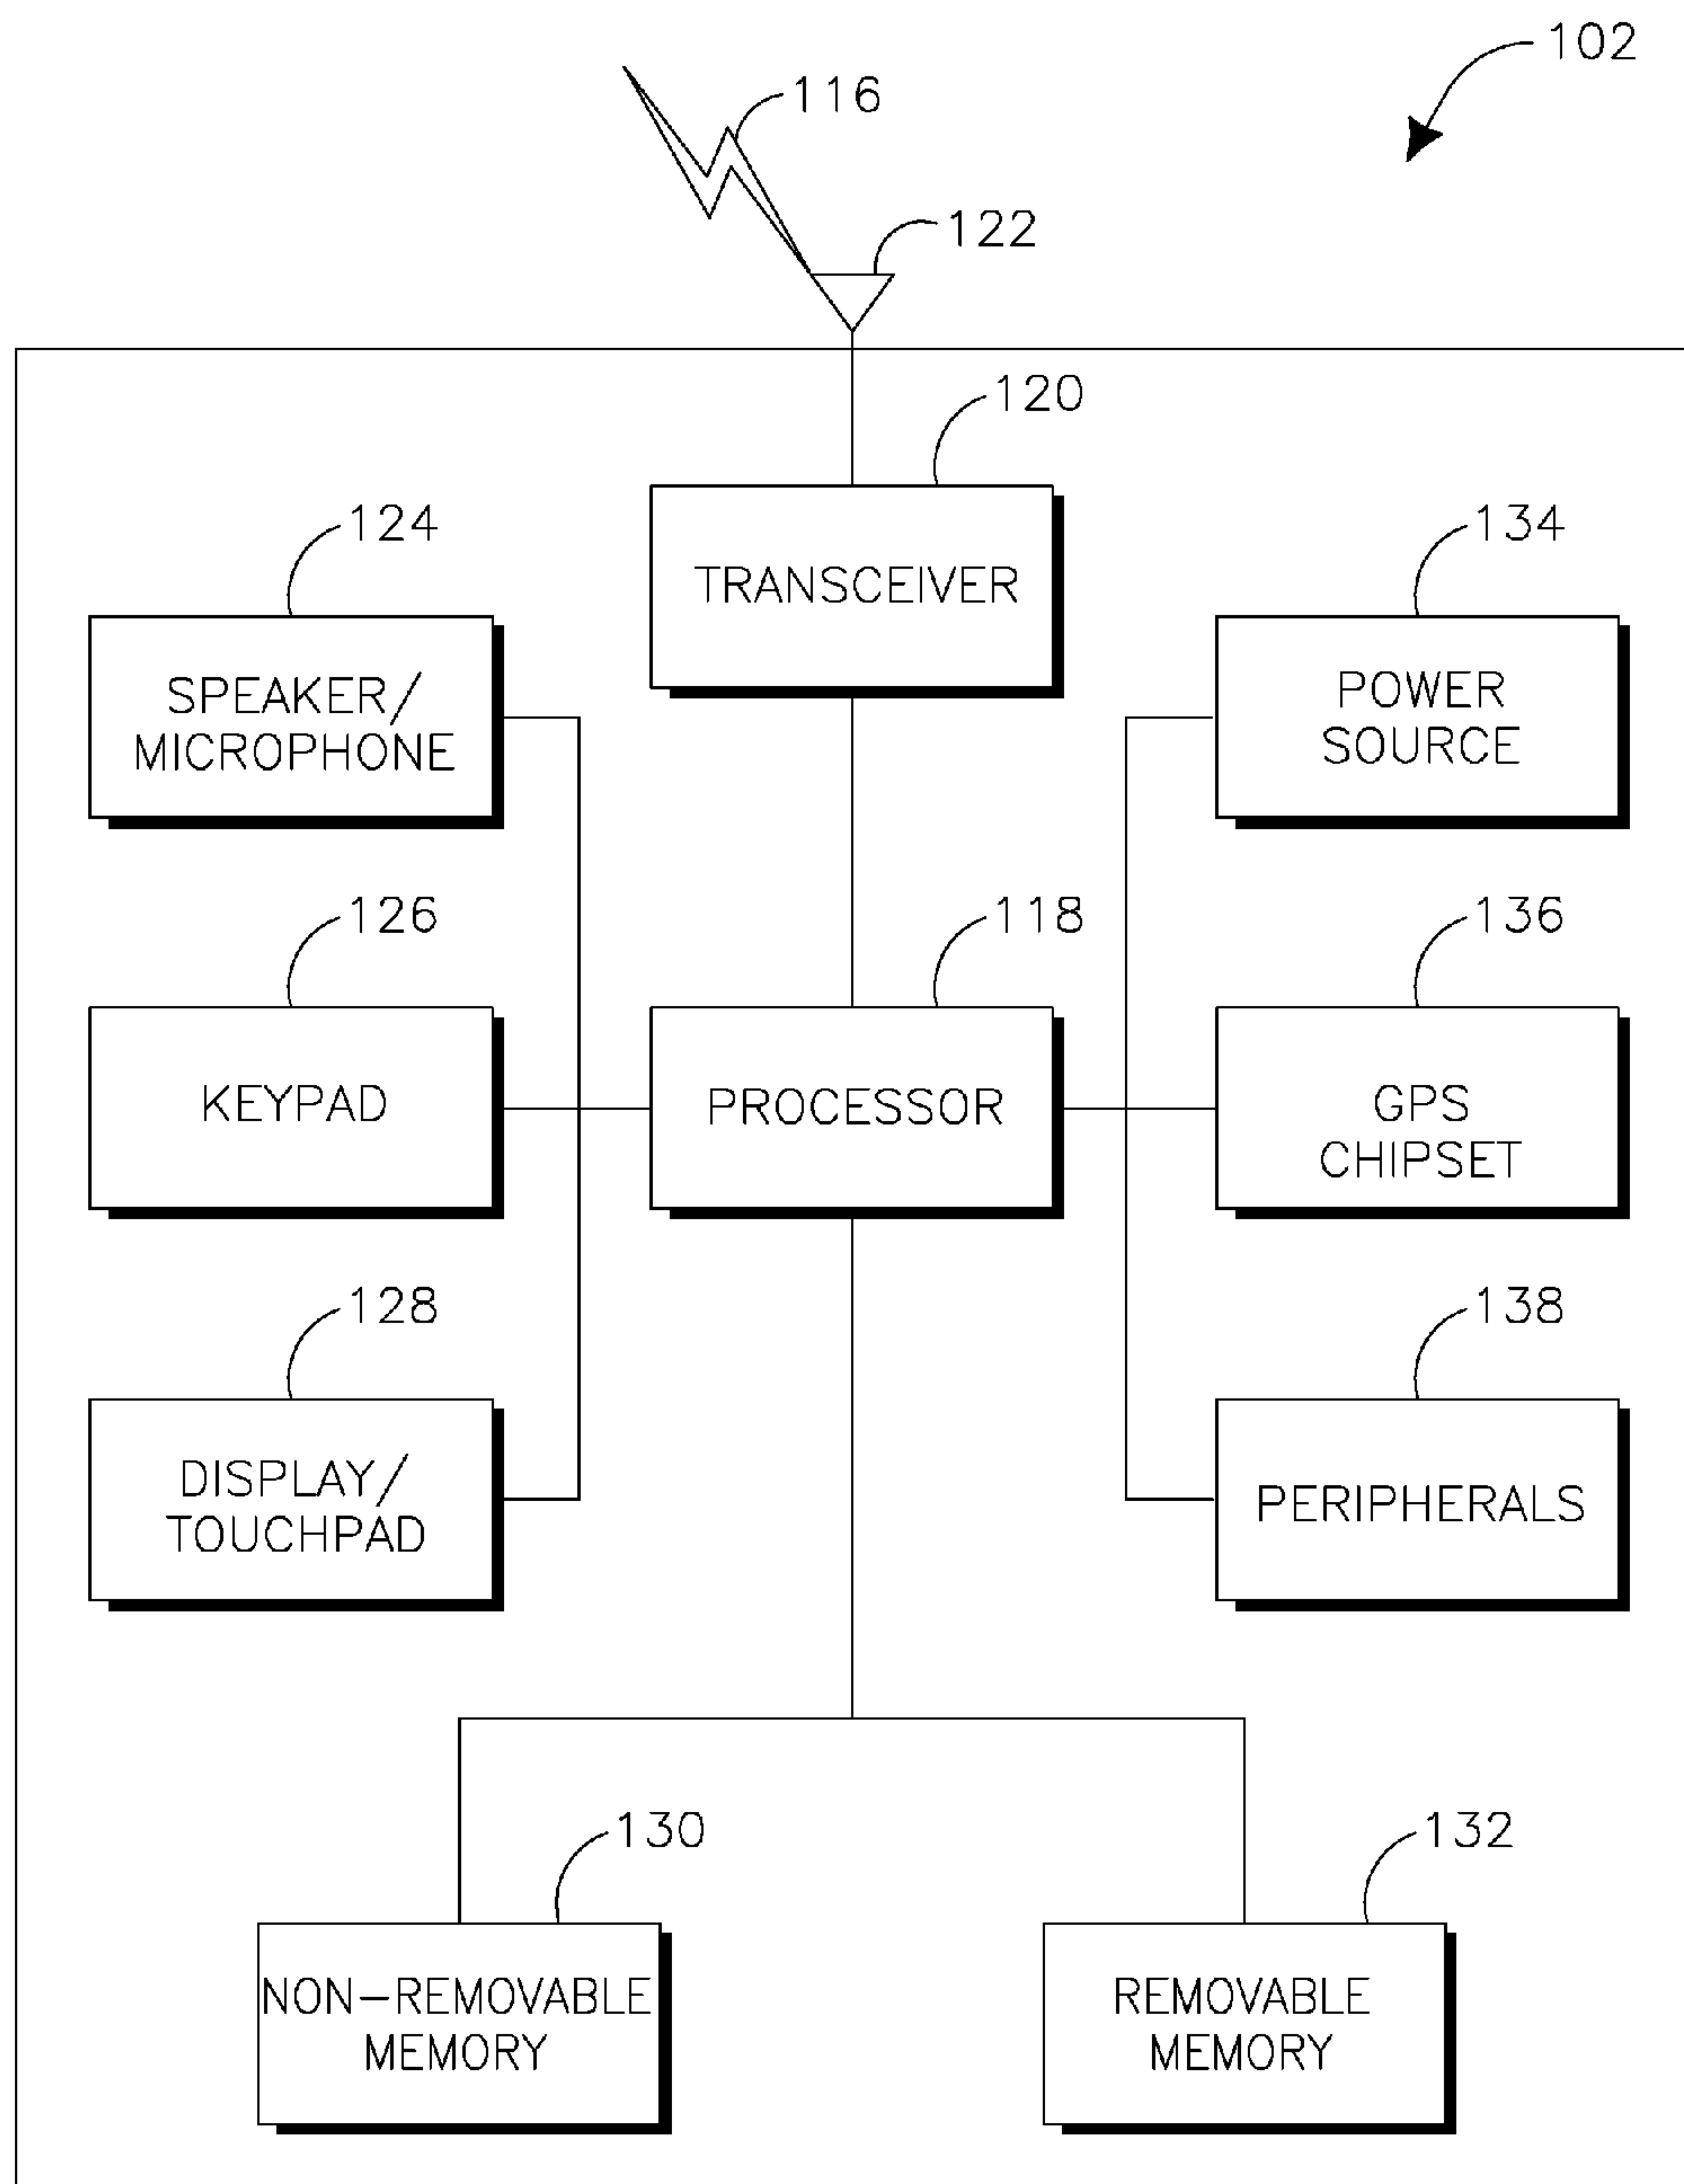 102
116
122
120
124
134
TRANSCEIVER
SPEAKER/
MICROPHONE
POWER
SOURCE
126
118
136
KEYPAD
PROCESSOR
GPS
CHIPSET
128
138
DISPLAY/
TOUCHPAD
PERIPHERALS
130
132
NON-REMOVABLE
MEMORY
REMOVABLE
MEMORY